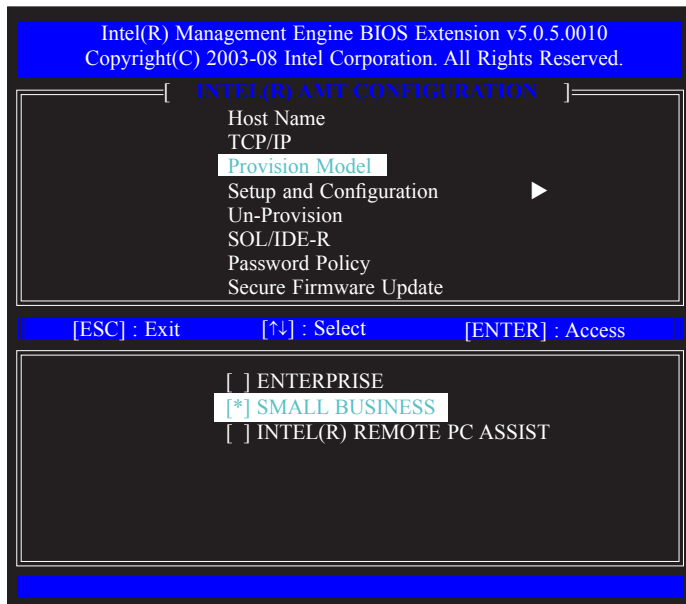 Intel(R) Management Engine BIOS Extension v5.0.5.0010
Copyright(C) 2003-08 Intel Corporation. All Rights Reserved.
[ INTEL(R) AMT CONFIGURATION ]
Host Name
TCP/IP
Provision Model
Setup and Configuration ▶
Un-Provision
SOL/IDE-R
Password Policy
Secure Firmware Update
[ESC] : Exit [↑↓] : Select [ENTER] : Access
[ ] ENTERPRISE
[*] SMALL BUSINESS
[ ] INTEL(R) REMOTE PC ASSIST